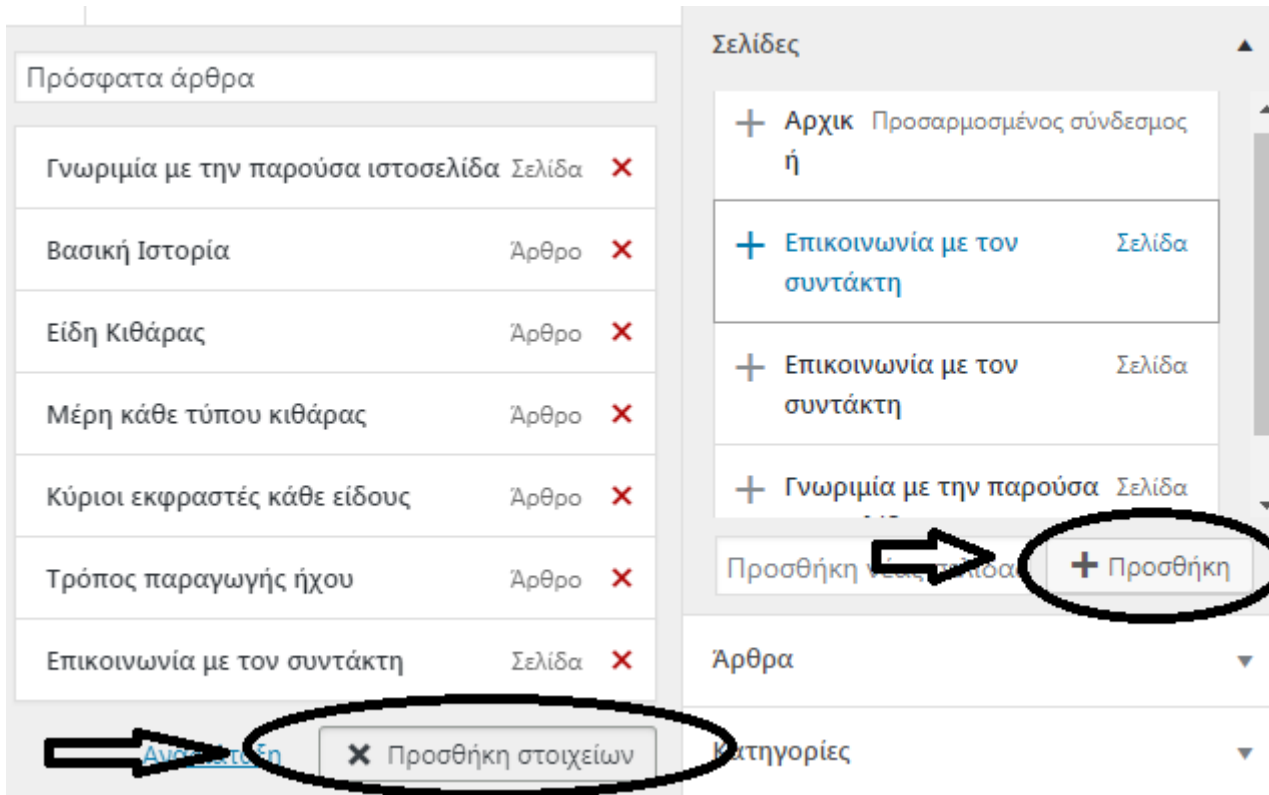 Πρόσφατα άρθρα
Γνωριμία με την παρούσα ιστοσελίδα Σελίδα
Βασική Ιστορία Άρθρο
Είδη Κιθάρας Άρθρο
Μέρη κάθε τύπου κιθάρας Άρθρο
Κύριοι εκφραστές κάθε είδους Άρθρο
Τρόπος παραγωγής ήχου Άρθρο
Επικοινωνία με τον συντάκτη Σελίδα
Προσθήκη στοιχείων
Σελίδες
Αρχικ Προσαρμοσμένος σύνδεσμος
ή
Επικοινωνία με τον Σελίδα
συντάκτη
Επικοινωνία με τον Σελίδα
συντάκτη
Γνωριμία με την παρούσα Σελίδα
Προσθήκη Προσθήκη
Άρθρα
Κατηγορίες